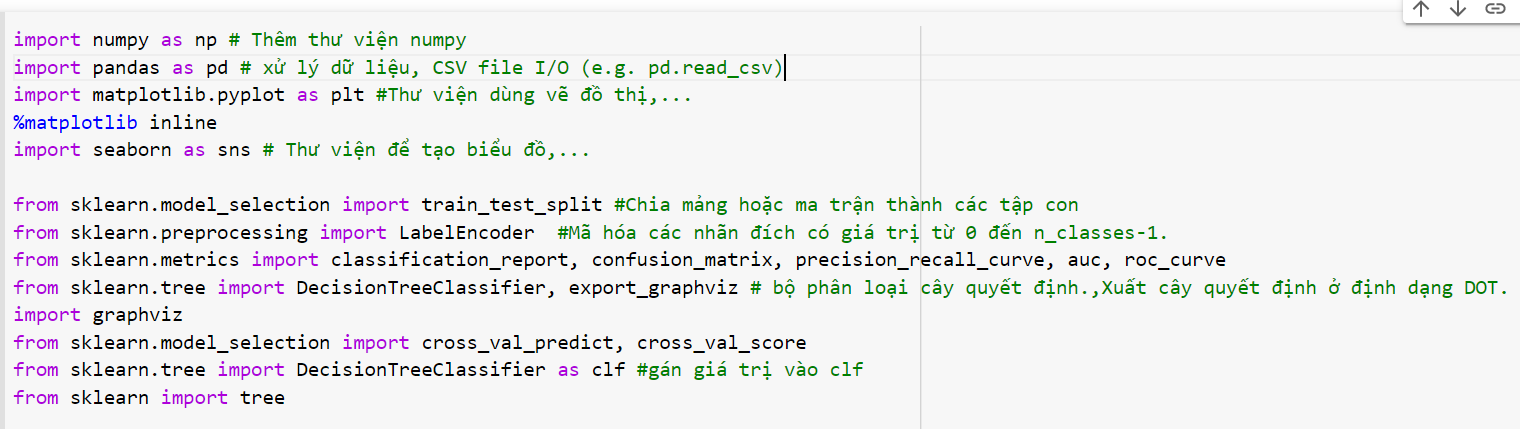 import numpy as np # Thêm thư viện numpy
import pandas as pd # xử lý dữ liệu, CSV file I/O (e.g. pd.read_csv)
import matplotlib.pyplot as plt #Thư viện dùng vẽ đồ thị,...
%matplotlib inline
import seaborn as sns # Thư viện để tạo biểu đồ,...
from sklearn.model_selection import train_test_split #Chia mảng hoặc ma trận thành các tập con
from sklearn.preprocessing import LabelEncoder  #Mã hóa các nhãn đích có giá trị từ 0 đến n_classes-1.
from sklearn.metrics import classification_report, confusion_matrix, precision_recall_curve, auc, roc_curve
from sklearn.tree import DecisionTreeClassifier, export_graphviz # bộ phân loại cây quyết định.,Xuất cây quyết định ở định dạng DOT.
import graphviz
from sklearn.model_selection import cross_val_predict, cross_val_score
from sklearn.tree import DecisionTreeClassifier as clf #gán giá trị vào clf
from sklearn import tree